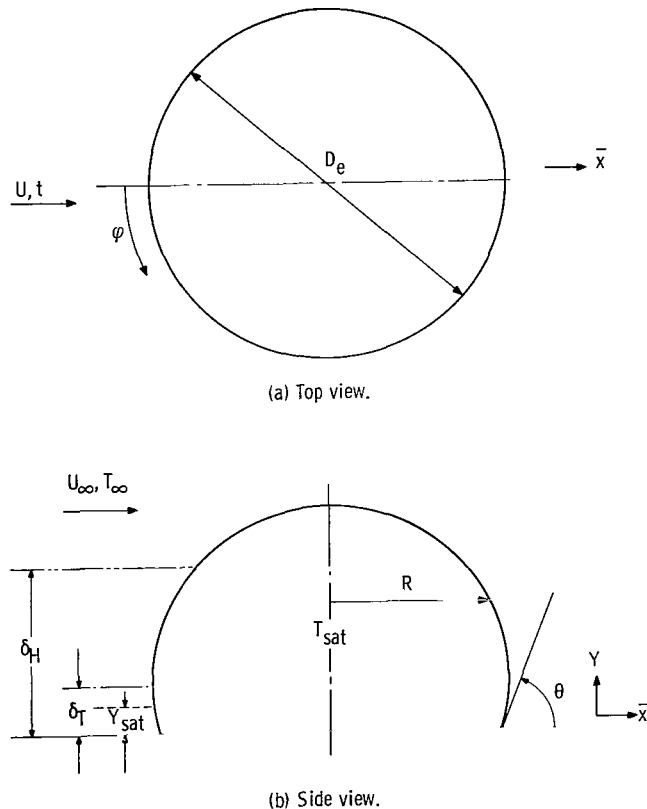 D_e
x̄
U, t
φ
(a) Top view.
U_∞, T_∞
R
T_sat
δ_H
δ_T
Y_sat
Y
θ
x̄
(b) Side view.